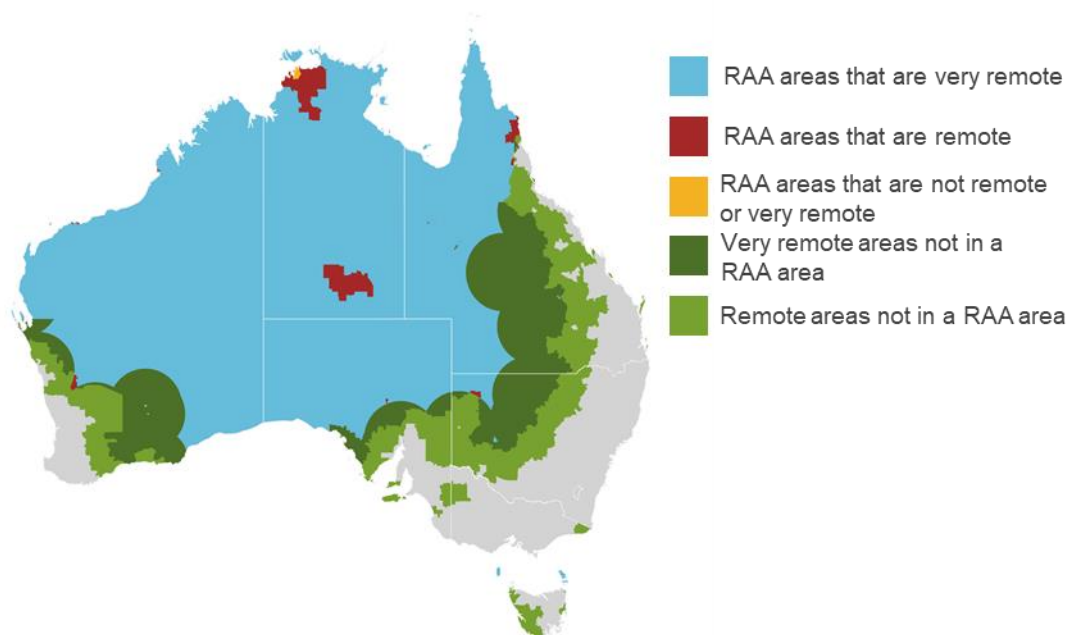 RAA areas that are very remote
RAA areas that are remote
RAA areas that are not remote
or very remote
Very remote areas not in a
RAA area
Remote areas not in a RAA area